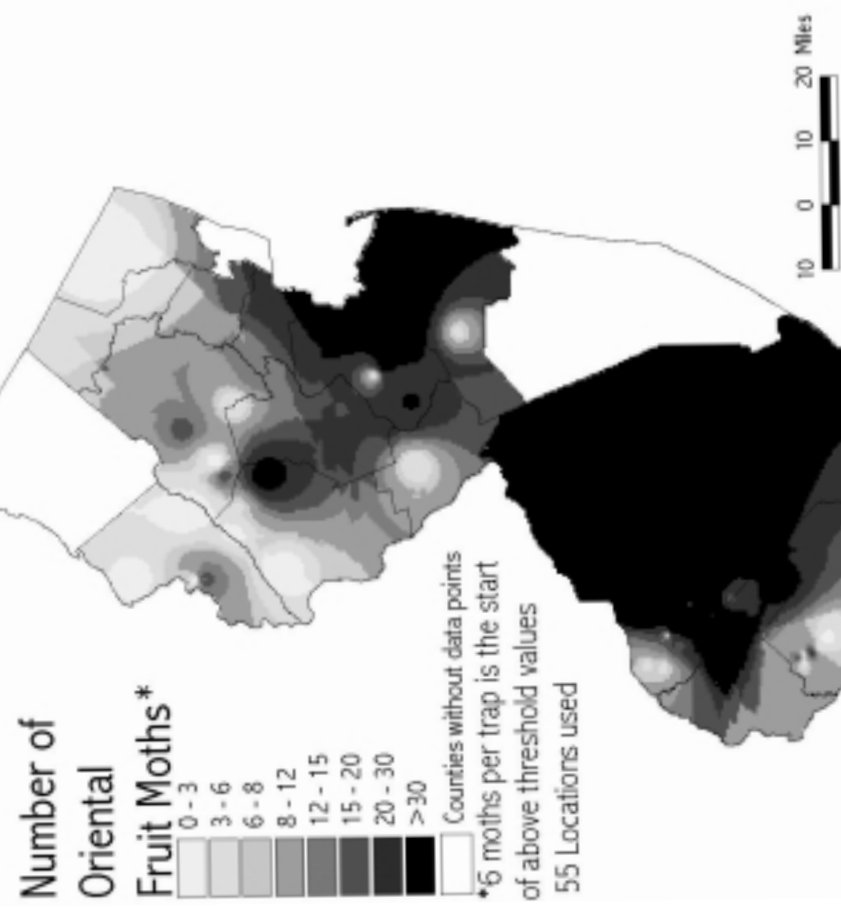 Number of
Oriental
Fruit Moths*
0 - 3
3 - 6
6 - 8
8 - 12
12 - 15
15 - 20
20 - 30
>30
Counties without data points
*6 moths per trap is the start
of above threshold values
55 Locations used
10 0 10 20 Miles